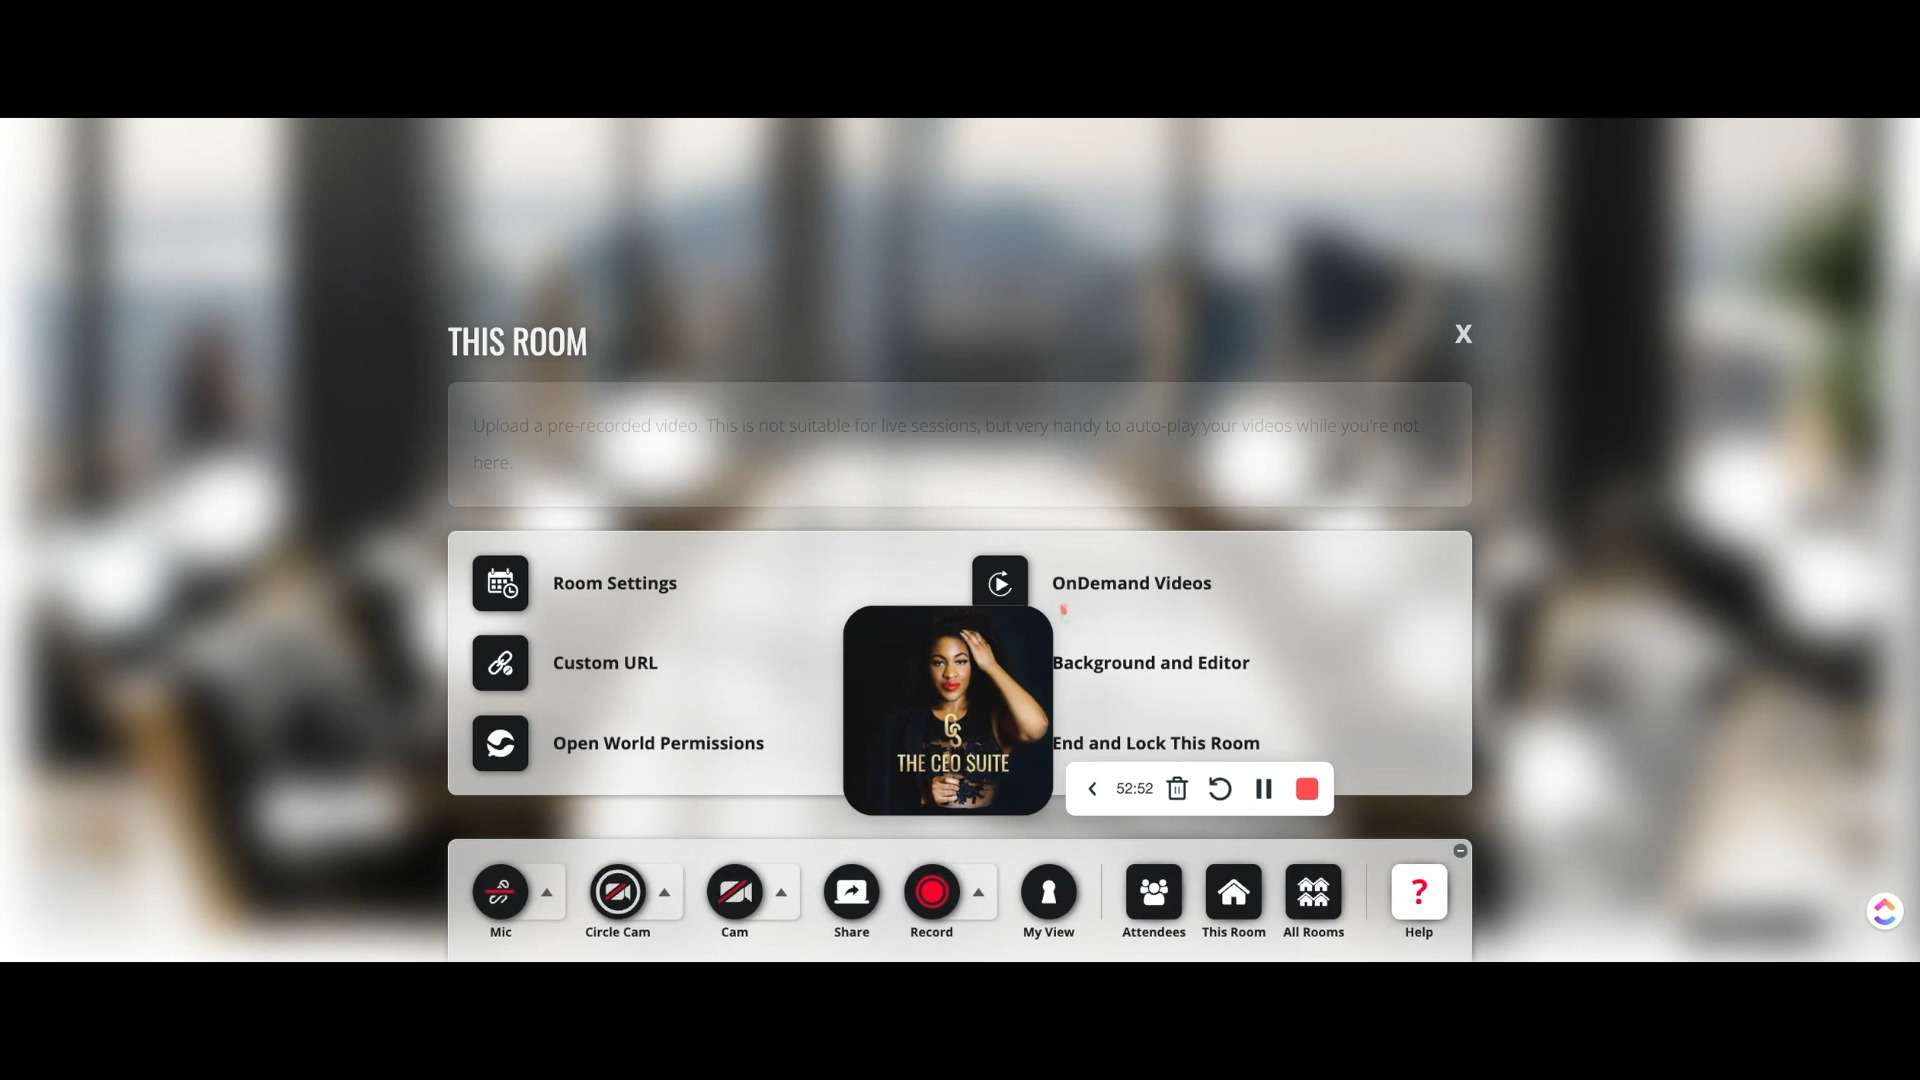 THIS ROOM
X
Upload a pre-recorded video. This is not suitable for live sessions, but very handy to auto-play your videos while you're not
here.
Room Settings
OnDemand Videos
Custom URL
Background and Editor
Open World Permissions
End and Lock This Room
THE CEO SUITE
52:52
Mic
Circle Cam
Cam
Share
Record
My View
Attendees
This Room
All Rooms
?
Help